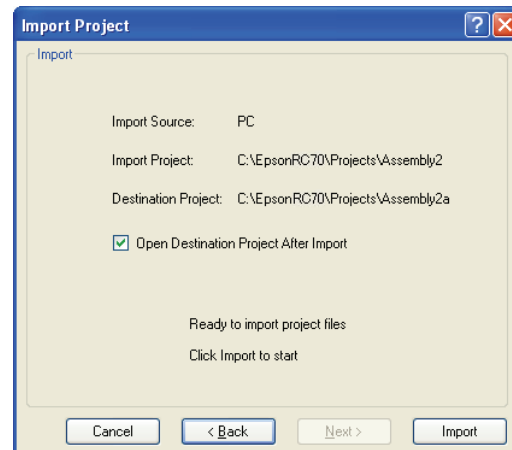 Import Project
Import
Import Source: PC
Import Project: C:\EpsonRC70\Projects\Assembly2
Destination Project: C:\EpsonRC70\Projects\Assembly2a
Open Destination Project After Import
Ready to import project files
Click Import to start
Cancel < Back Next > Import